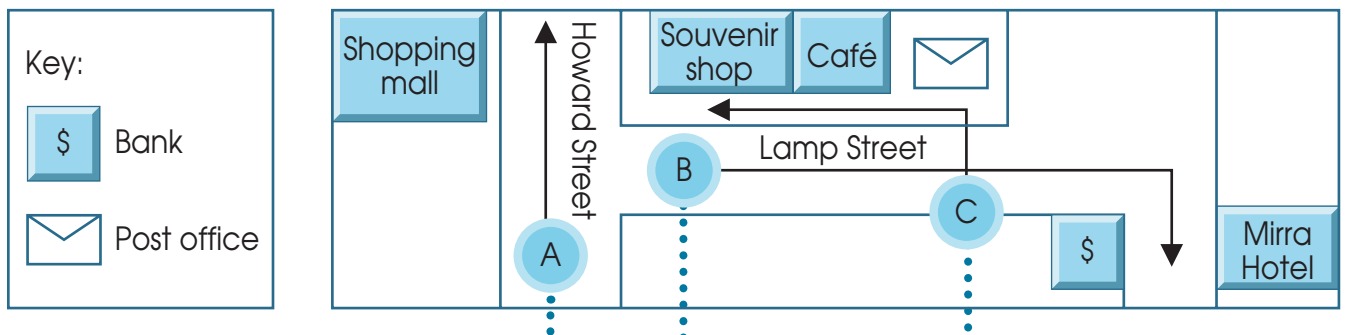 Key:
$
Bank
Post office
Shopping
mall
Howard Street
Souvenir
shop
Café
Lamp Street
A
B
C
$
Mirra
Hotel